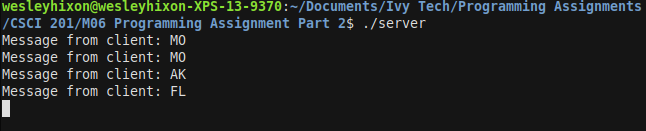 wesleyhixon@wesleyhixon-XPS-13-9370:~/Documents/Ivy Tech/Programming Assignments
/CSCI 201/M06 Programming Assignment Part 2$ ./server
Message from client: MO
Message from client: MO
Message from client: AK
Message from client: FL